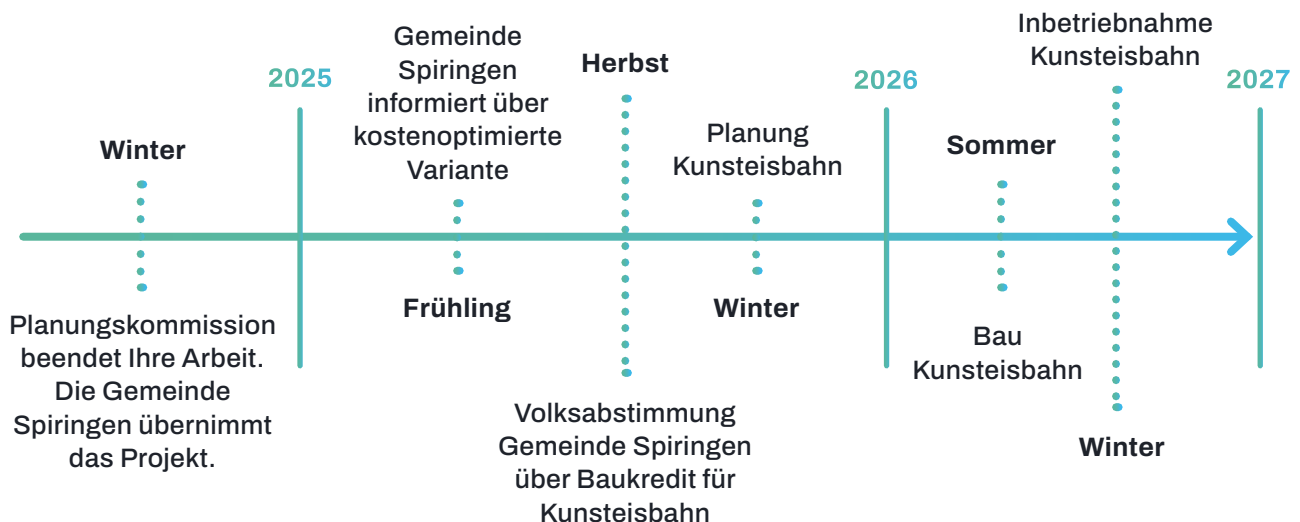 Winter
Planungskommission
beendet Ihre Arbeit.
Die Gemeinde
Spiringen übernimmt
das Projekt.
2025
Gemeinde
Spiringen
informiert über
kostenoptimierte
Variante
Frühling
Herbst
Volksabstimmung
Gemeinde Spiringen
über Baukredit für
Kunsteisbahn
Planung
Kunsteisbahn
Winter
2026
Sommer
Bau
Kunsteisbahn
Inbetriebnahme
Kunsteisbahn
Winter
2027